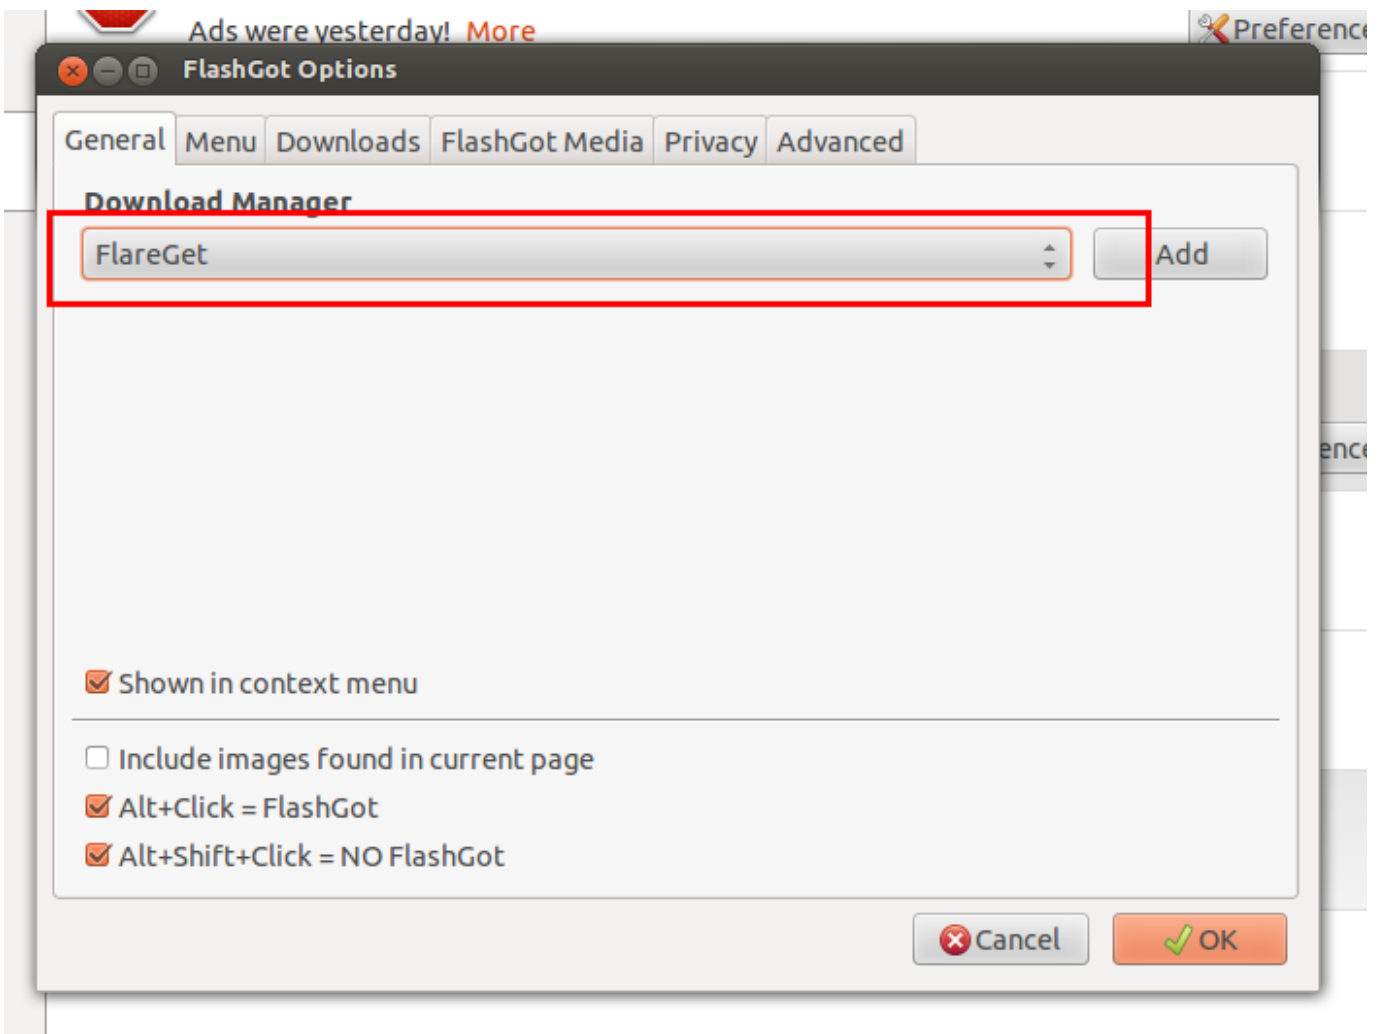 Ads were yesterday! More
Preference
FlashGot Options
General Menu Downloads FlashGot Media Privacy Advanced
Download Manager
FlareGet Add
ence
Shown in context menu
Include images found in current page
Alt+Click = FlashGot
Alt+Shift+Click = NO FlashGot
Cancel OK